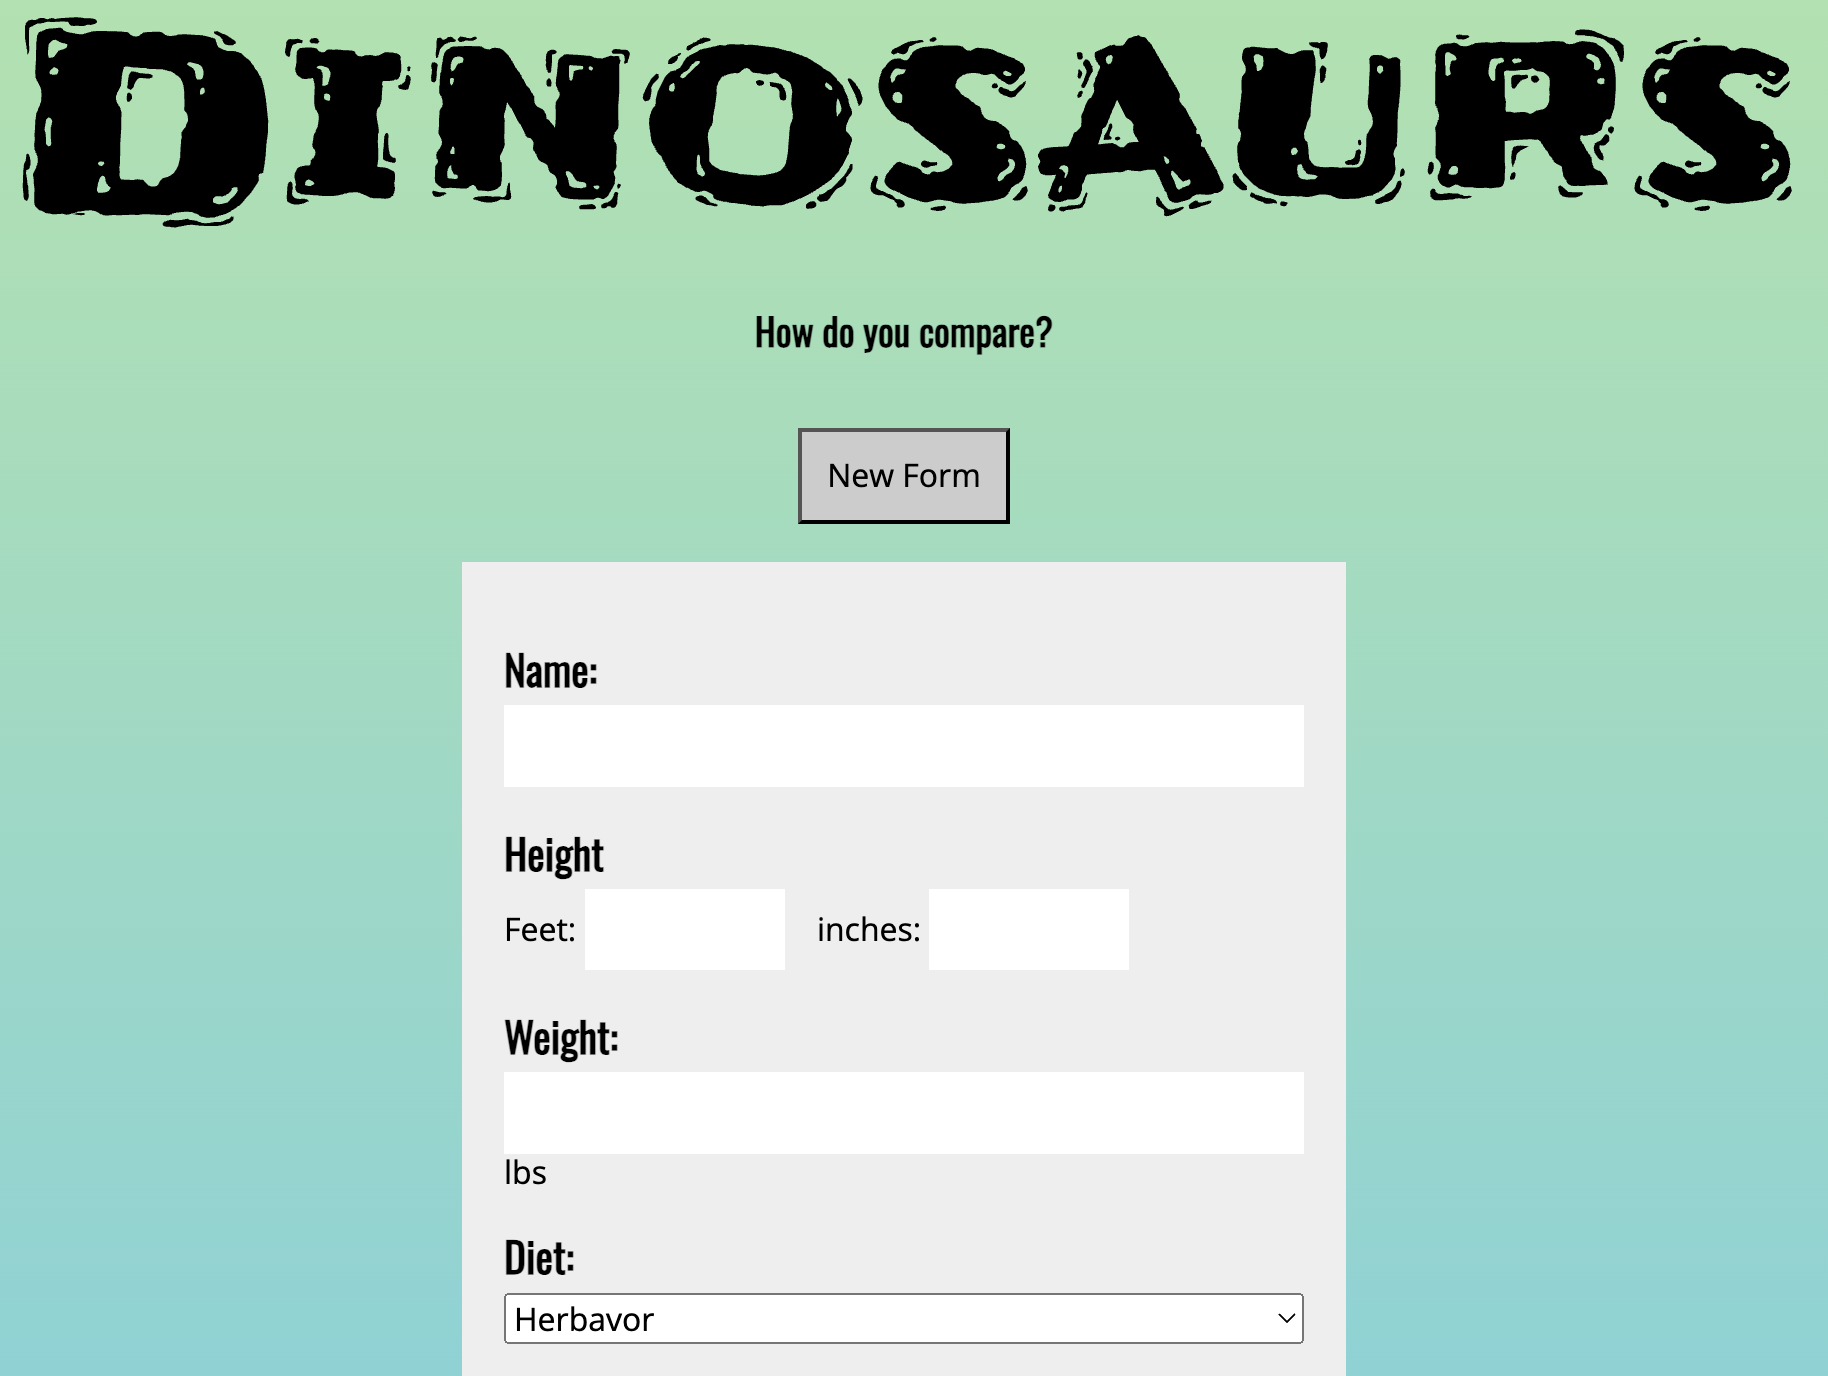 DINOSAURS
How do you compare?
New Form
Name:
Height
Feet: inches:
Weight:
lbs
Diet:
Herbavor